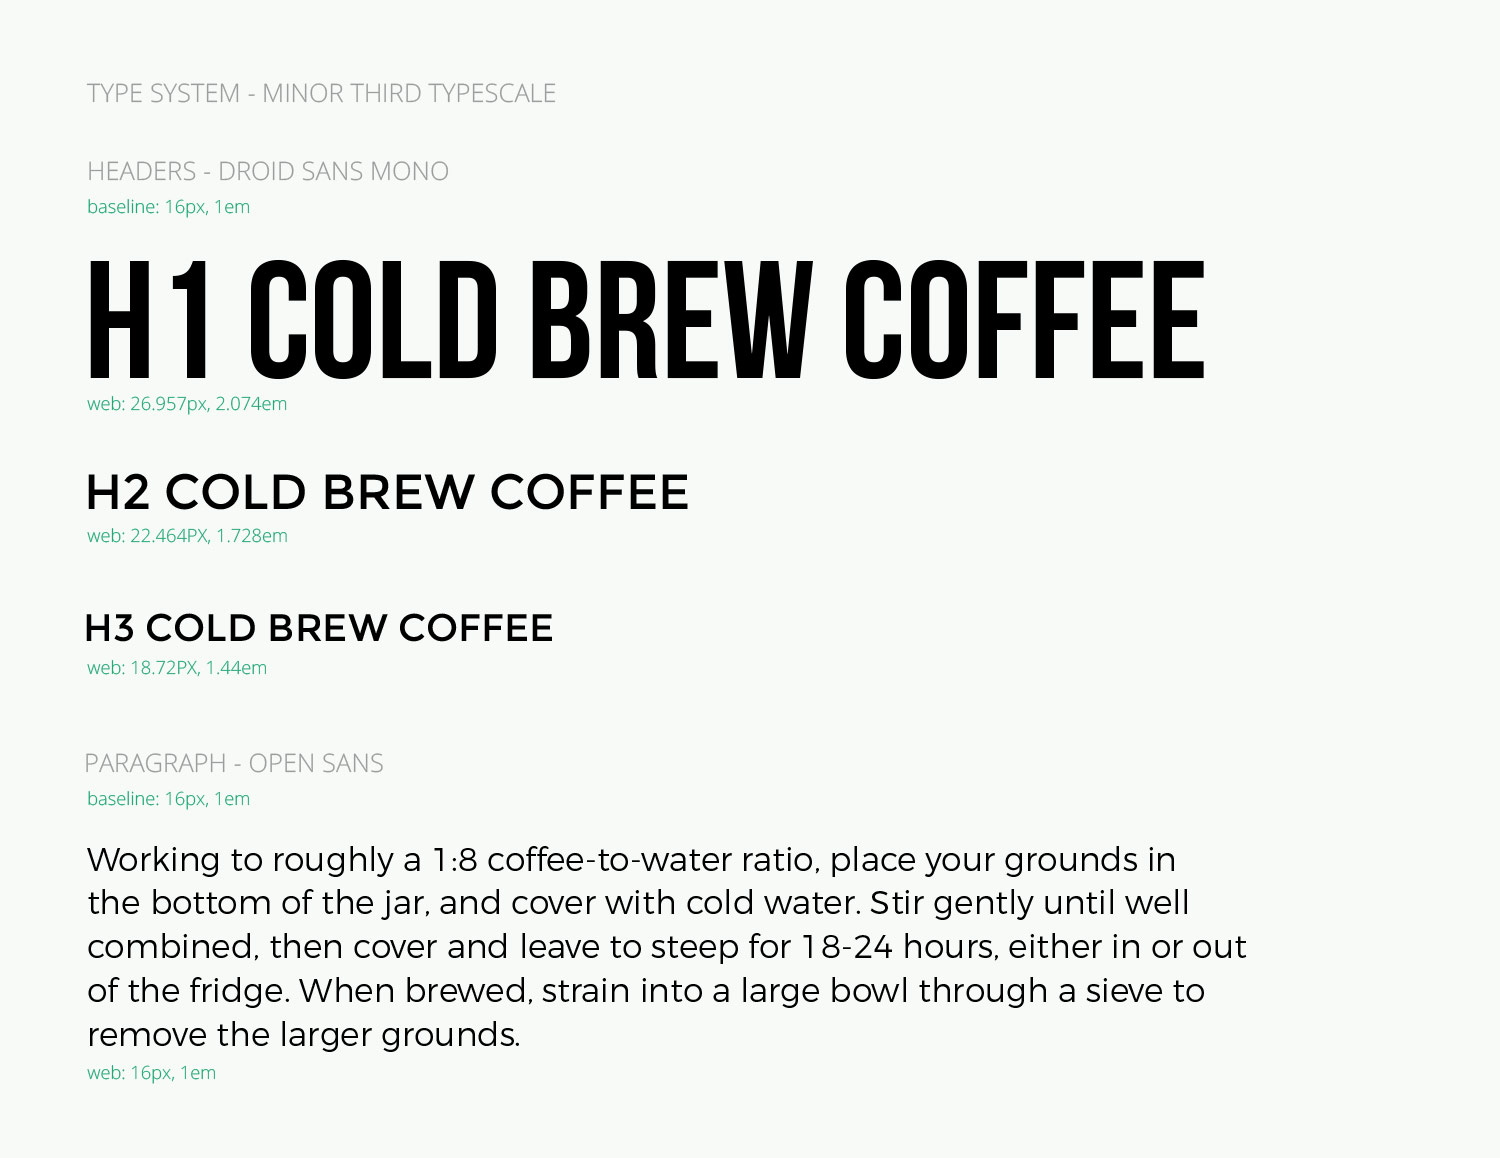 TYPE SYSTEM - MINOR THIRD TYPESCALE
HEADERS - DROID SANS MONO
baseline: 16px, 1em
H1 COLD BREW COFFEE
web: 26.957px, 2.074em
H2 COLD BREW COFFEE
web: 22.464PX, 1.728em
H3 COLD BREW COFFEE
web: 18.72PX, 1.44em
PARAGRAPH - OPEN SANS
baseline: 16px, 1em
Working to roughly a 1:8 coffee-to-water ratio, place your grounds in
the bottom of the jar, and cover with cold water. Stir gently until well
combined, then cover and leave to steep for 18-24 hours, either in or out
of the fridge. When brewed, strain into a large bowl through a sieve to
remove the larger grounds.
web: 16px, 1em